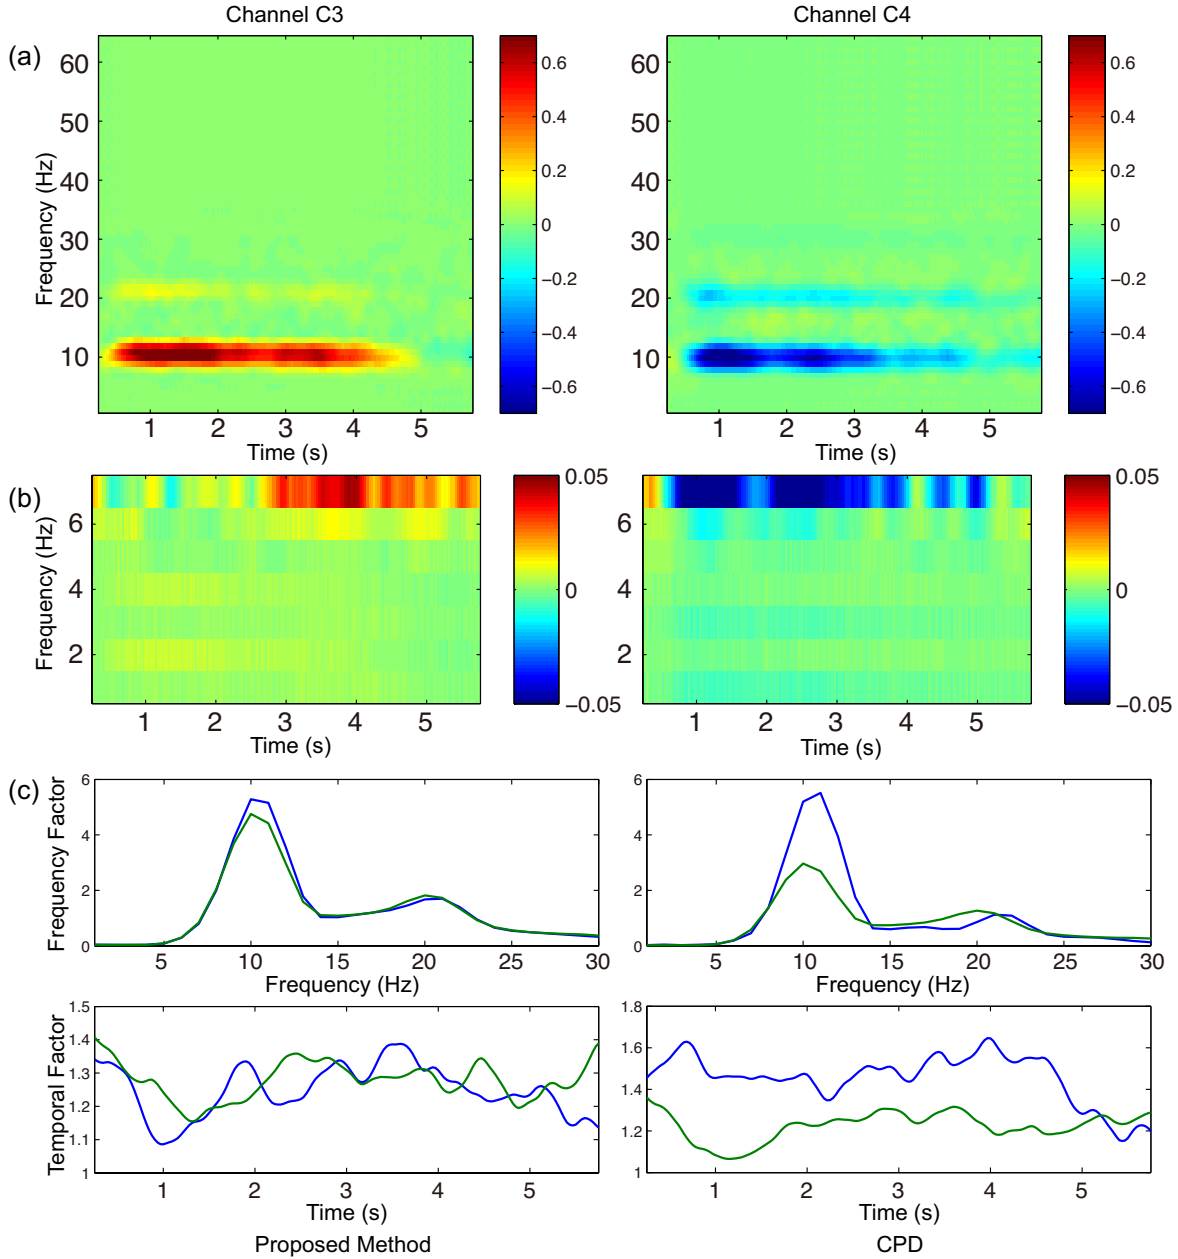 Channel C3
Channel C4
(a)
60
50
40
30
20
10
Frequency (Hz)
1 2 3 4 5
Time (s)
0.6
0.4
0.2
0
−0.2
−0.4
−0.6
60
50
40
30
20
10
1 2 3 4 5
Time (s)
0.6
0.4
0.2
0
−0.2
−0.4
−0.6
(b)
6
4
2
Frequency (Hz)
1 2 3 4 5
Time (s)
0.05
0
−0.05
6
4
2
1 2 3 4 5
Time (s)
0.05
0
−0.05
(c)
Frequency Factor
6
4
2
0
5 10 15 20 25 30
Frequency (Hz)
6
4
2
0
5 10 15 20 25 30
Frequency (Hz)
Temporal Factor
1.5
1.4
1.3
1.2
1.1
1
1 2 3 4 5
Time (s)
Proposed Method
1.8
1.6
1.4
1.2
1
1 2 3 4 5
Time (s)
CPD